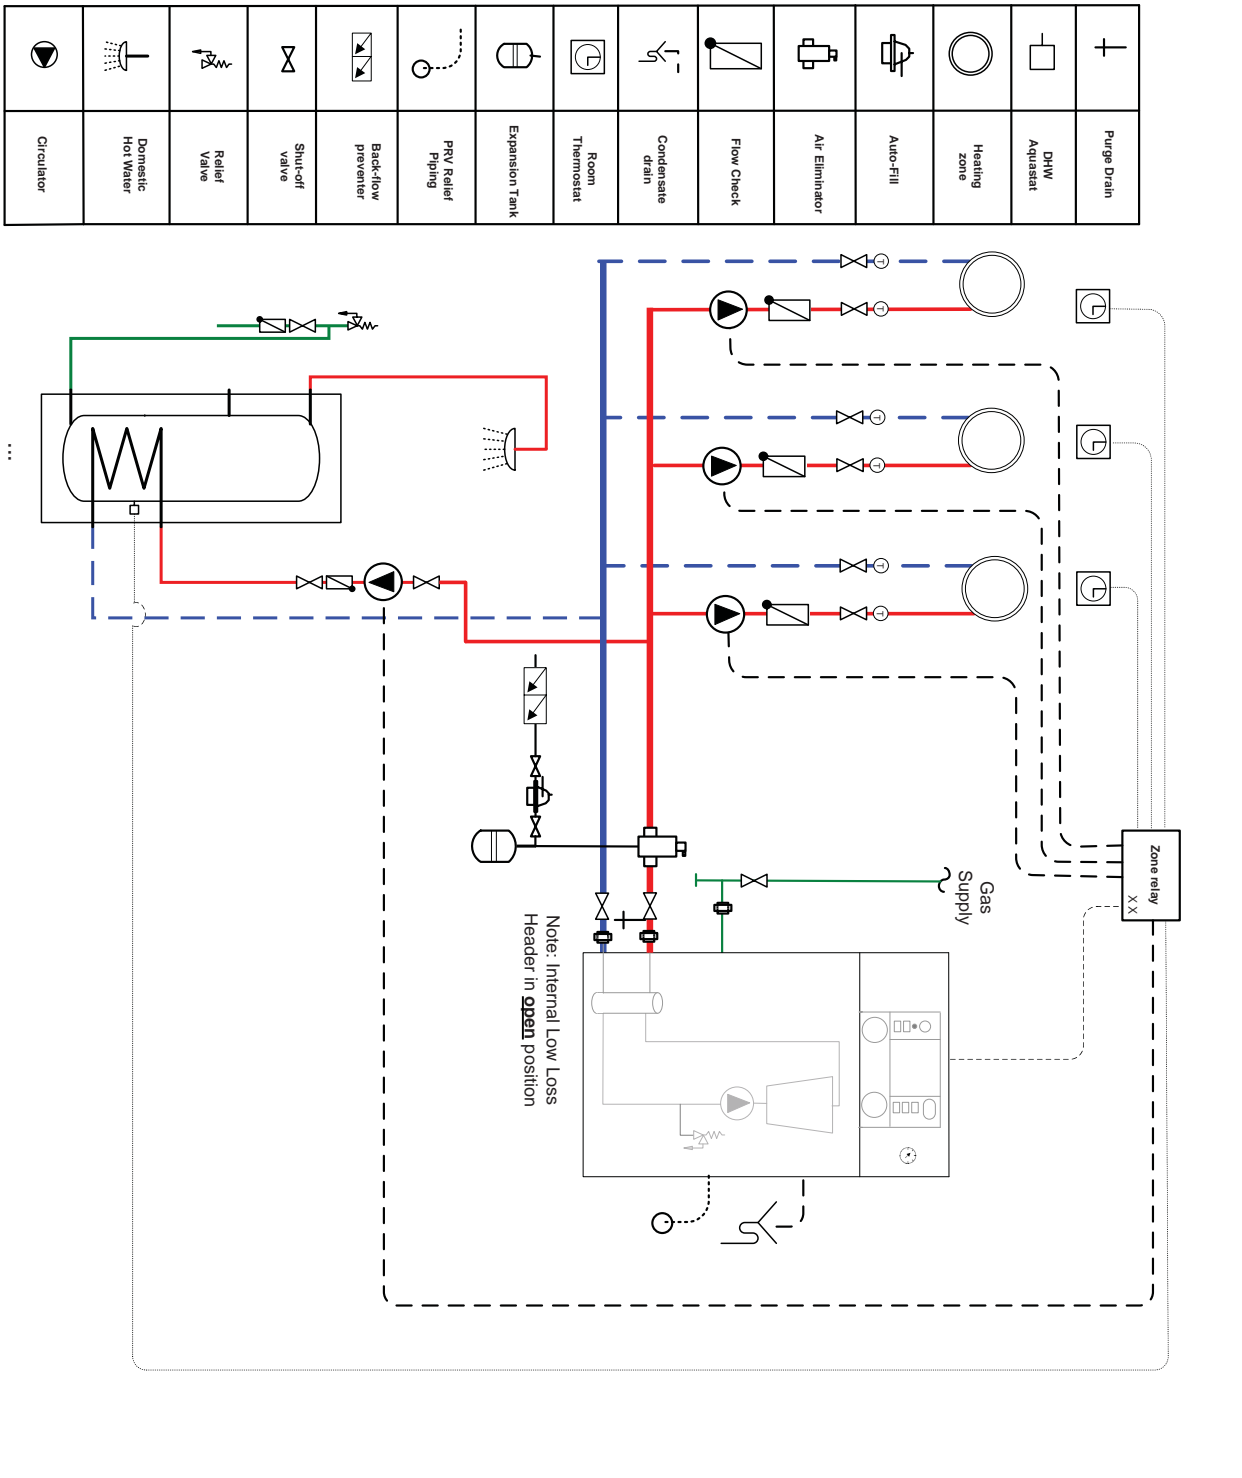 Purge Drain
DHW
Aquastat
Heating
zone
Auto-Fill
Air Eliminator
Flow Check
Condensate
drain
Room
Thermostat
Expansion Tank
PRV Relief
Piping
Back-flow
preventer
Shut-off
valve
Relief
Valve
Domestic
Hot Water
Circulator
T
T
T
T
T
T
Zone relay
X X
Gas
Supply
Note: Internal Low Loss
Header in open position
...